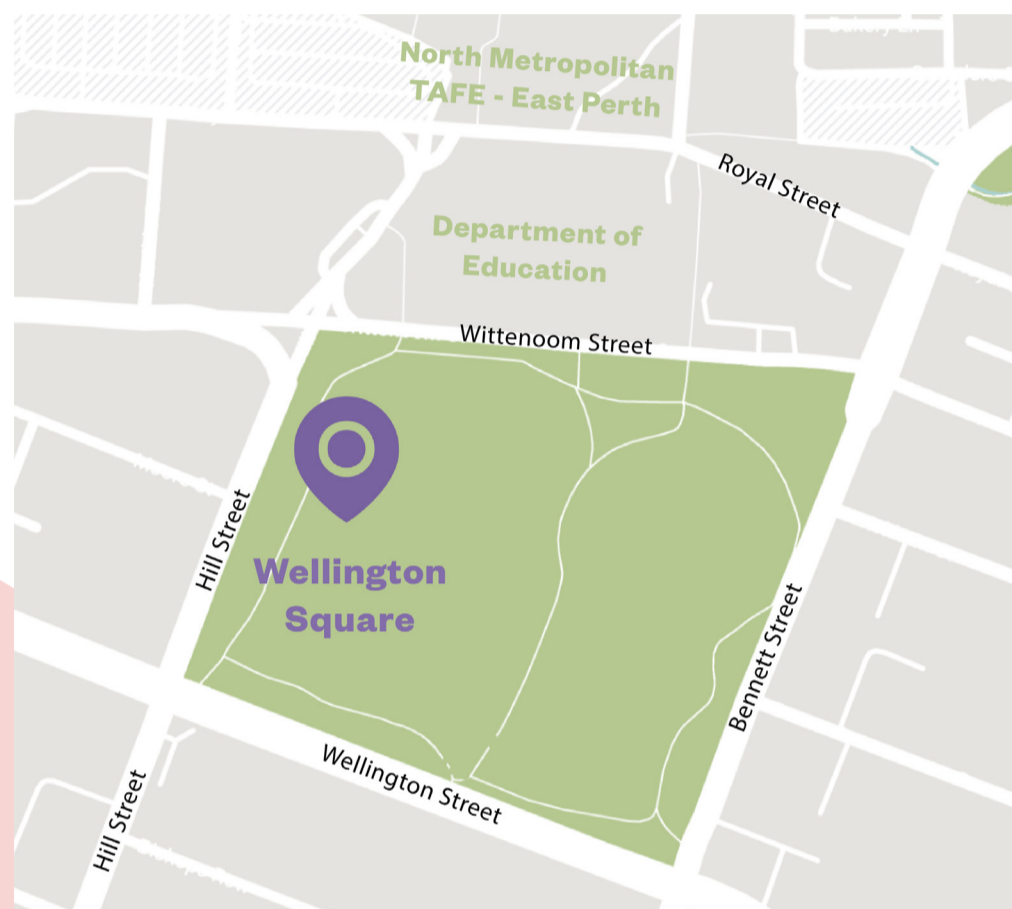 North Metropolitan
TAFE - East Perth
Royal Street
Department of
Education
Wittenoom Street
Hill Street
Wellington
Square
Bennett Street
Wellington Street
Hill Street